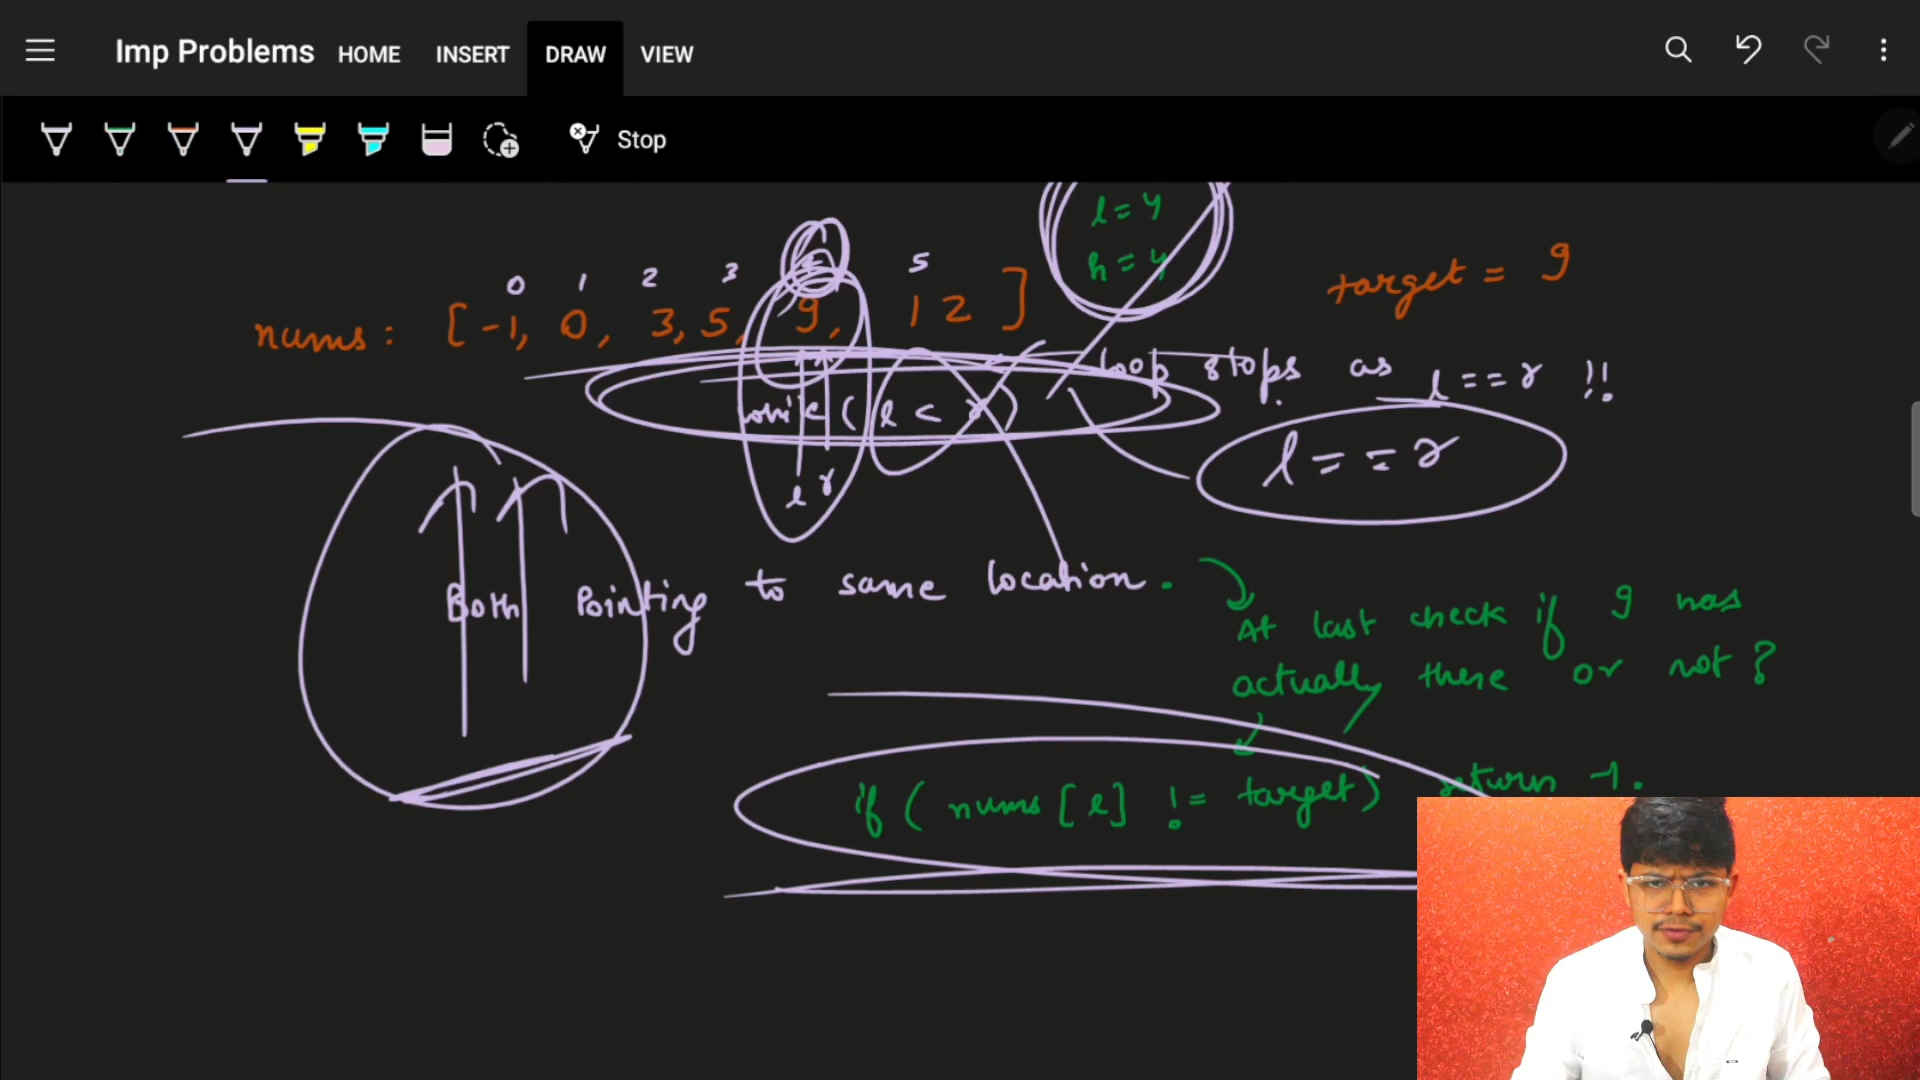 Imp Problems HOME INSERT DRAW VIEW
Stop
l = 4
h = 4
0 1 2 3 5
nums : [ -1, 0, 3, 5, 9, 12 ]
target = 9
loop stops as l == r !!
while ( l < r )
l == r
l r
Both Pointing to same location.
At last check if 9 was
actually there or not ?
if ( nums [ l ] != target ) return -1.